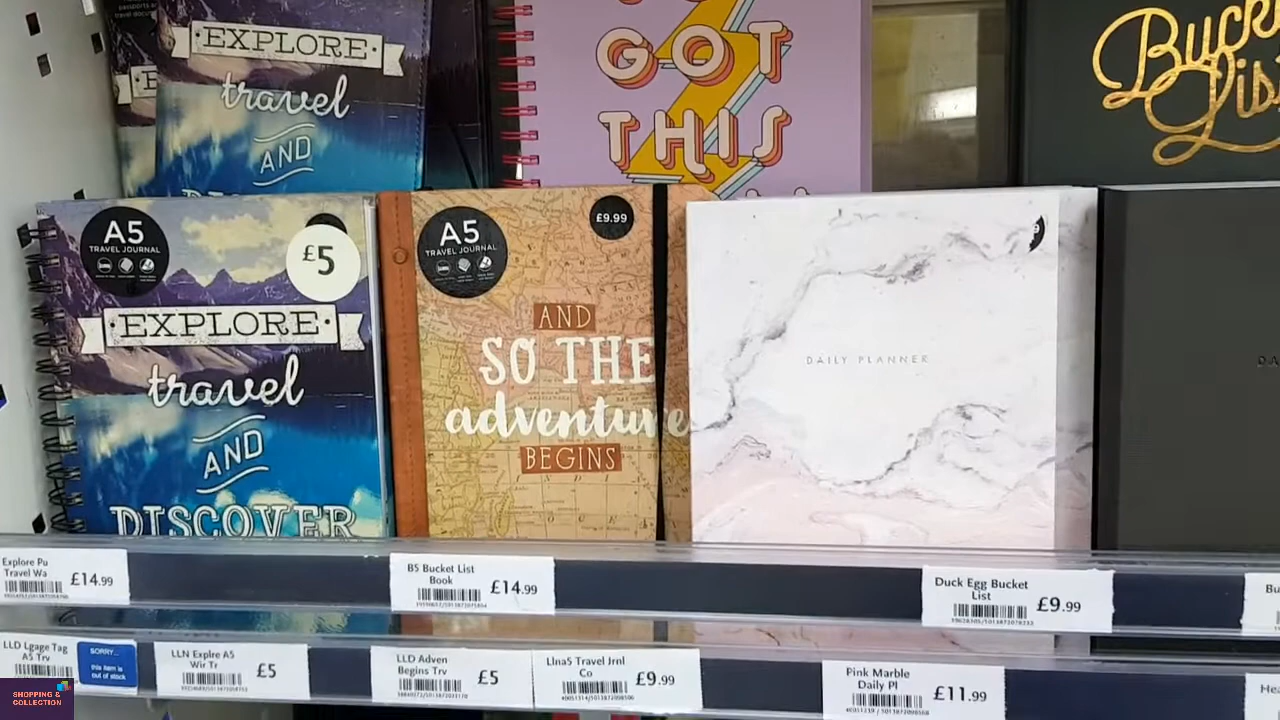 EXPLORE
travel
AND
GOT
THIS
Bucket
List
A5
TRAVEL JOURNAL
£5
EXPLORE
travel
AND
DISCOVER
A5
TRAVEL JOURNAL
£9.99
AND
SO THE
adventure
BEGINS
DAILY PLANNER
Explore Pu
Travel Wa
£14.99
B5 Bucket List
Book
£14.99
Duck Egg Bucket
List
£9.99
LLD Lgage Tag
A5 Trv
SORRY...
this item is
out of stock
LLN Explre A5
Wir Tr
£5
LLD Adven
Begins Trv
£5
Llna5 Travel Jrnl
Co
£9.99
Pink Marble
Daily Pl
£11.99
SHOPPING &
COLLECTION